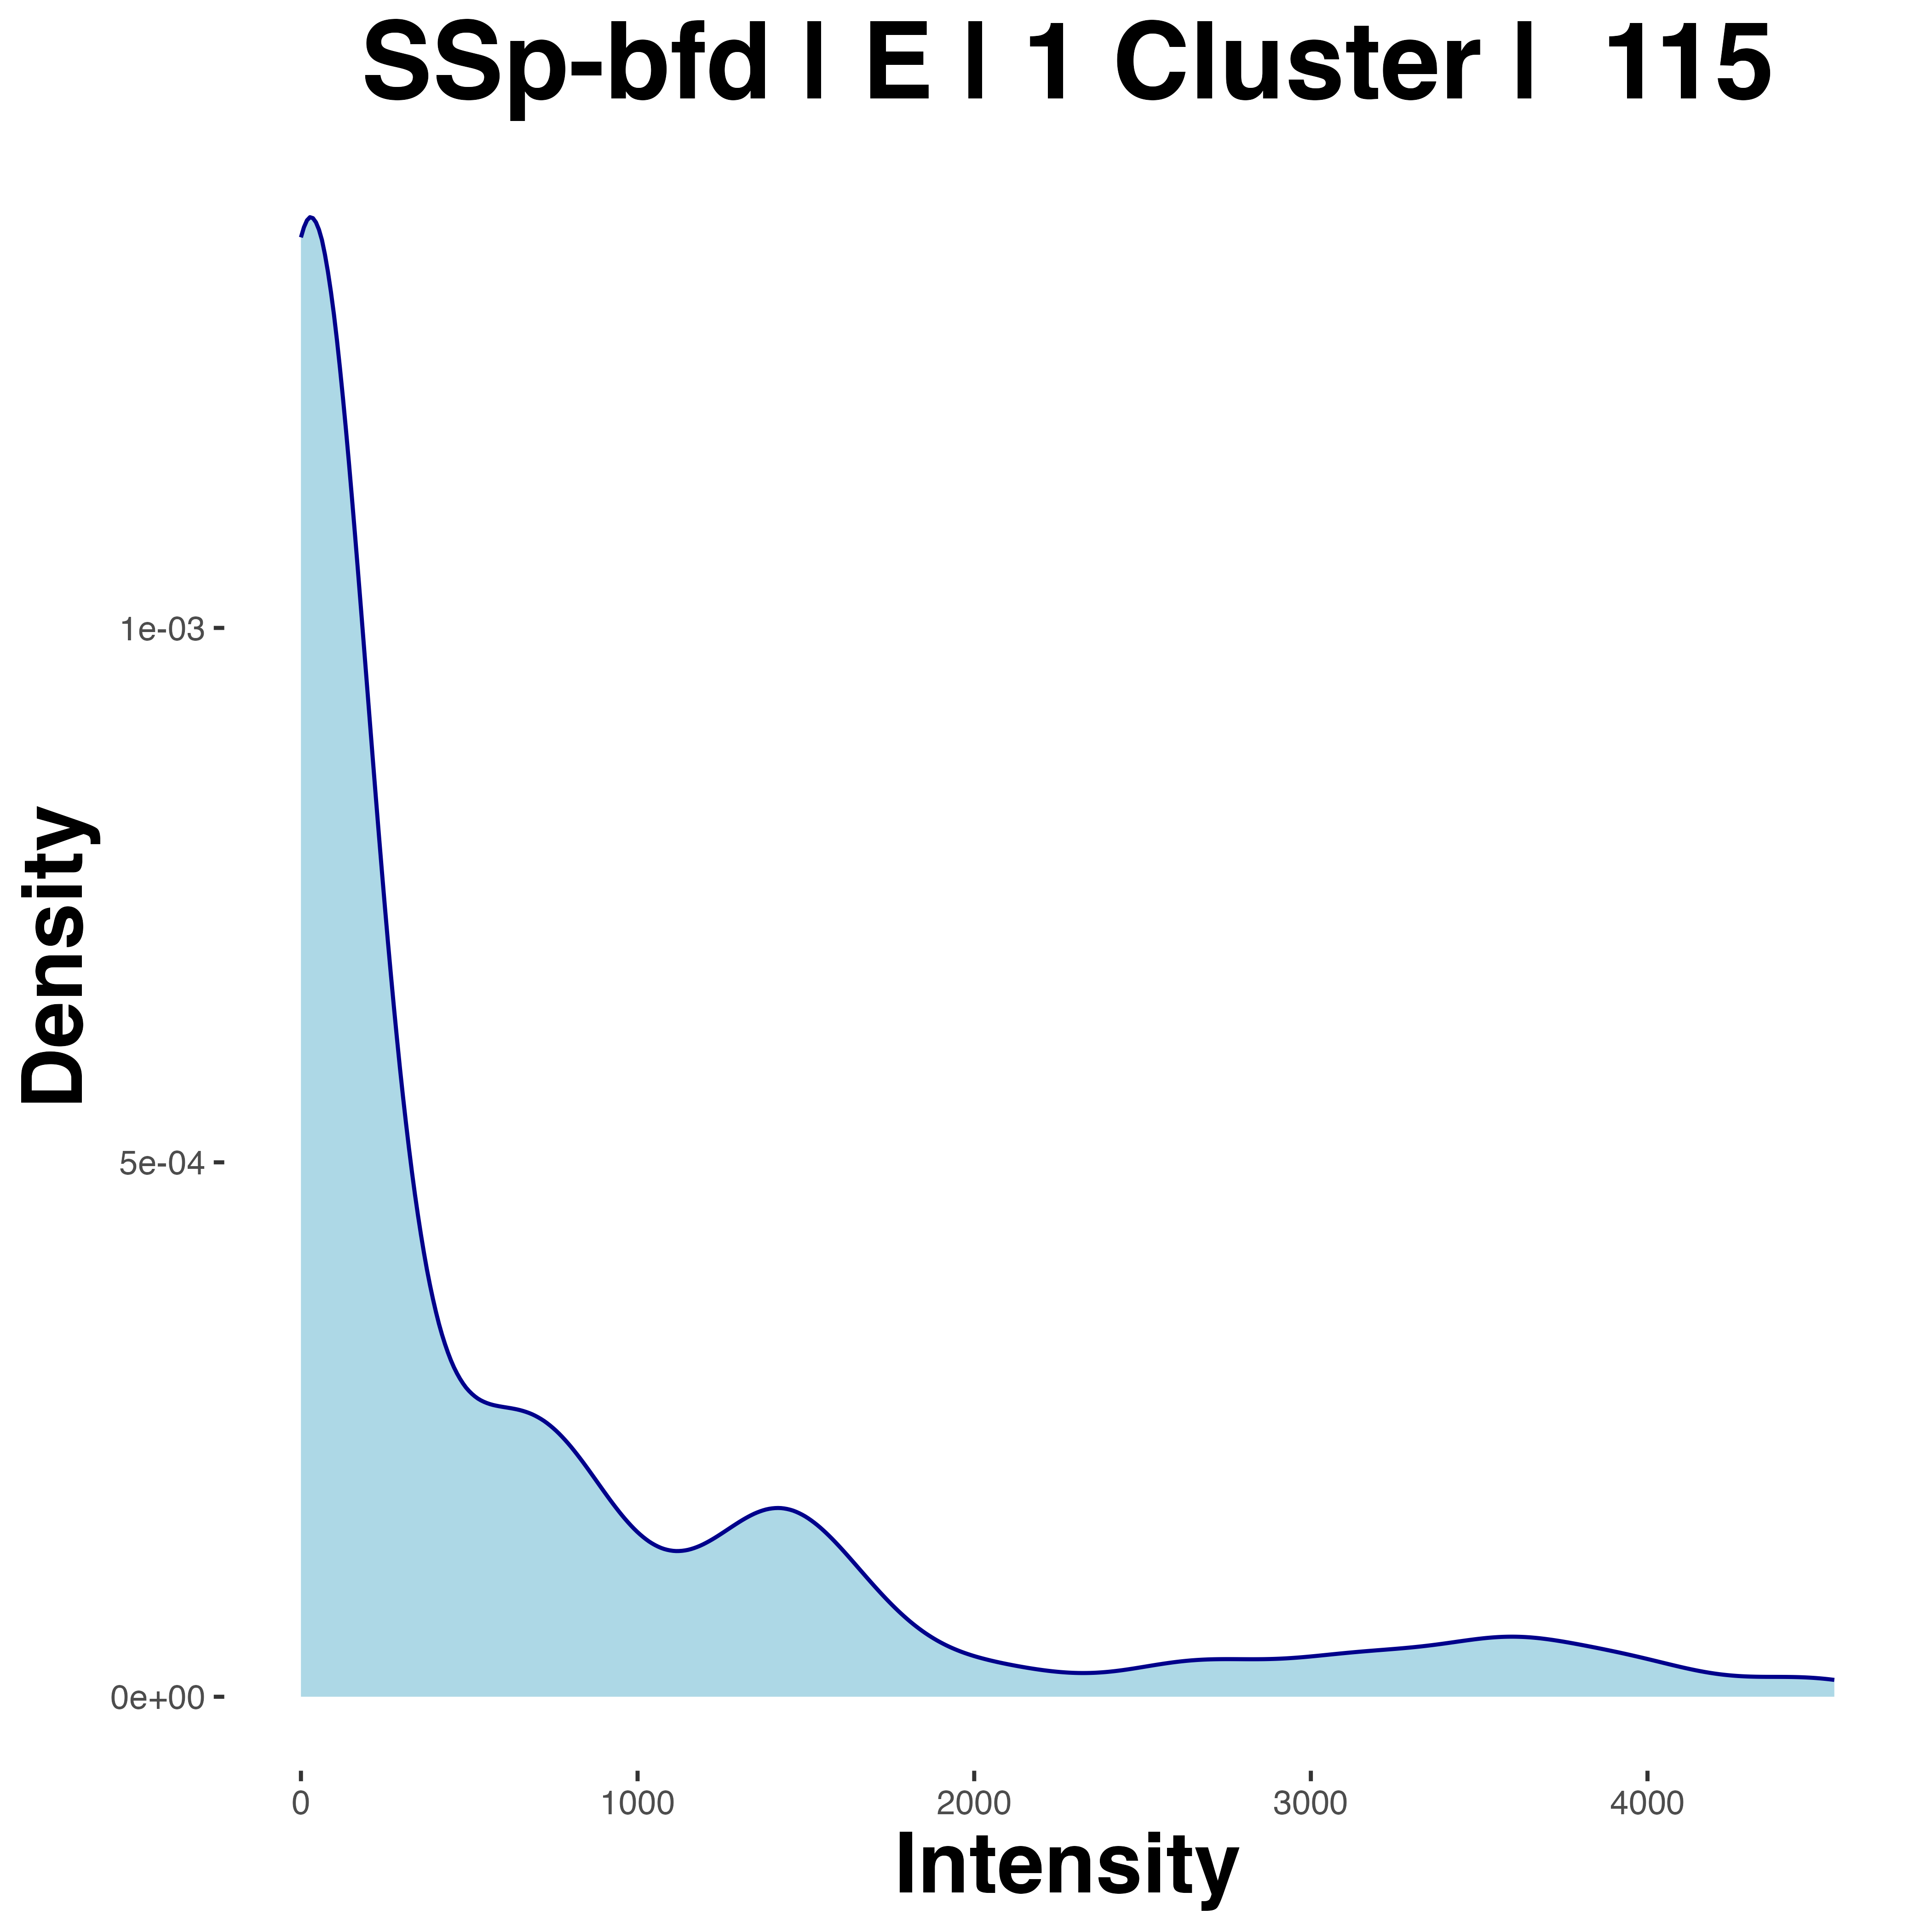 SSp-bfd | E | 1 Cluster | 115
Density
1e-03
5e-04
0e+00
0 1000 2000 3000 4000
Intensity